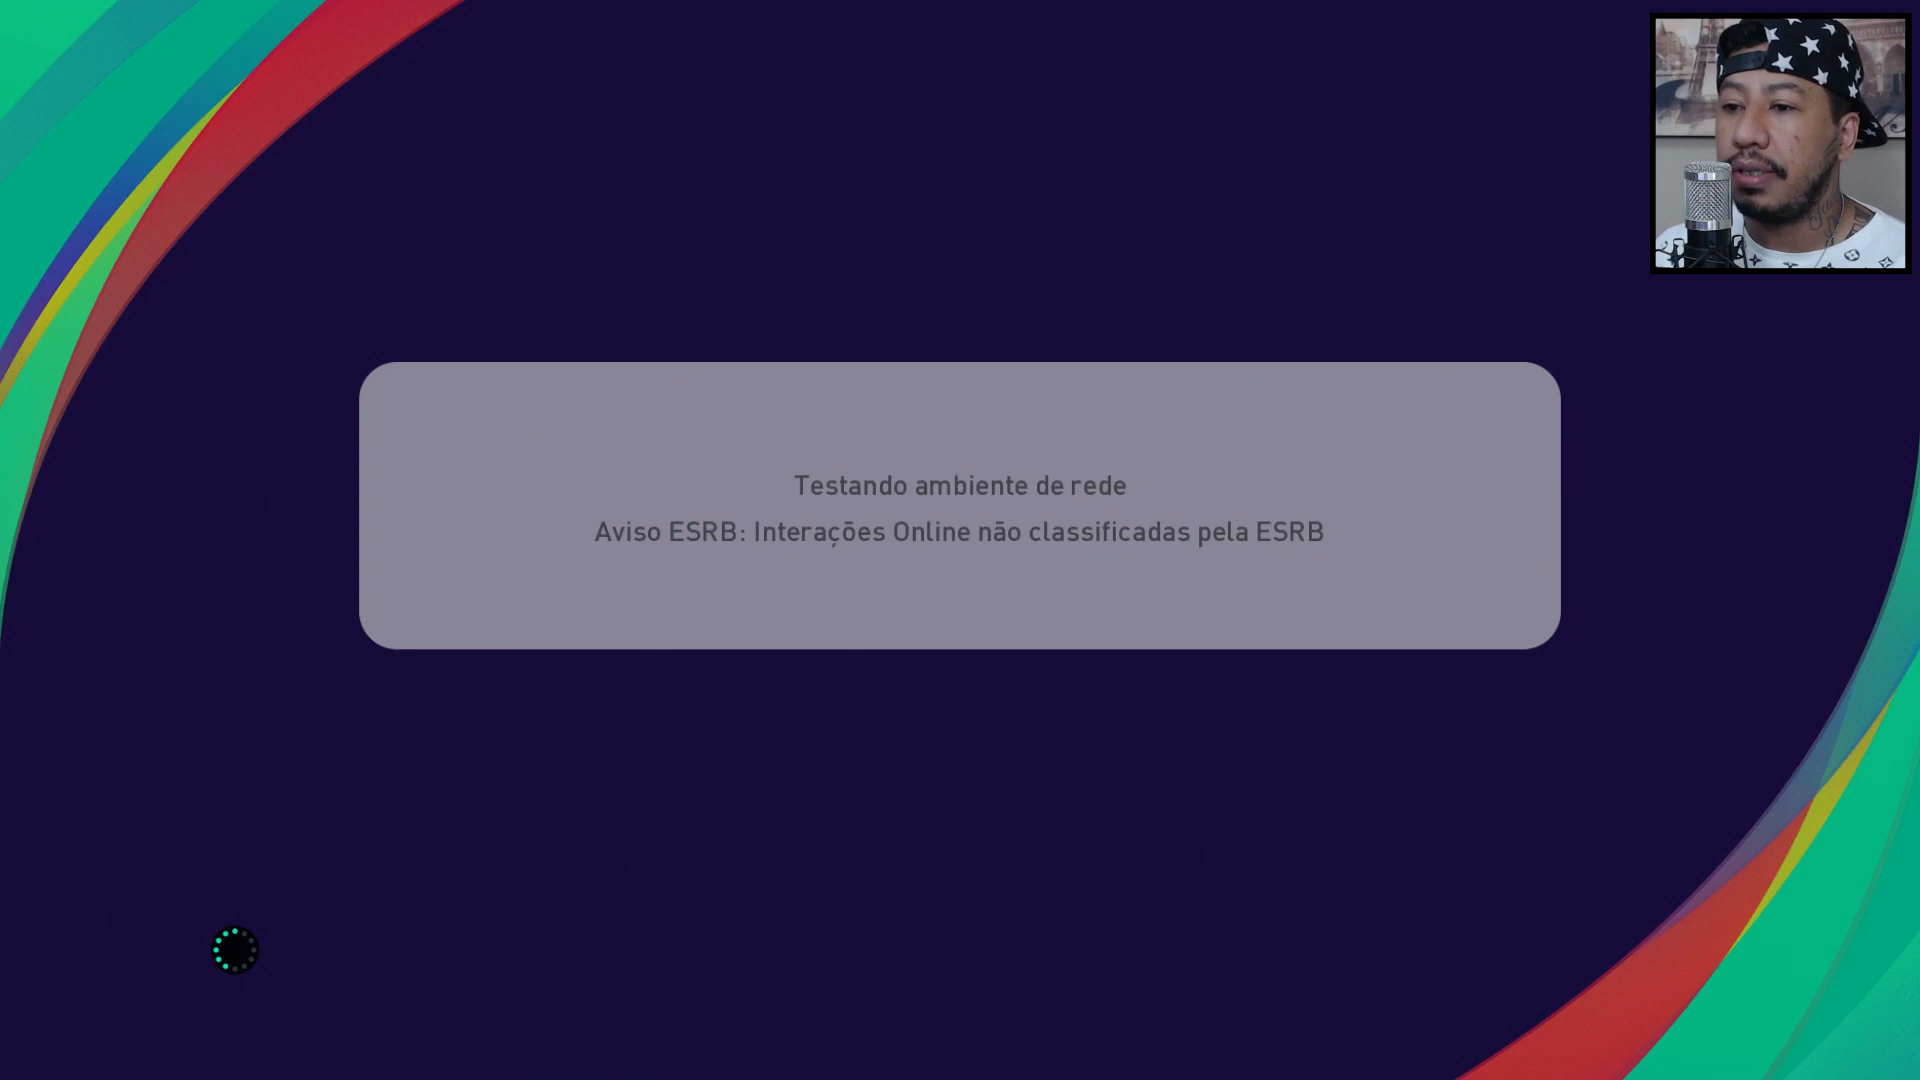 Testando ambiente de rede
Aviso ESRB: Interações Online não classificadas pela ESRB